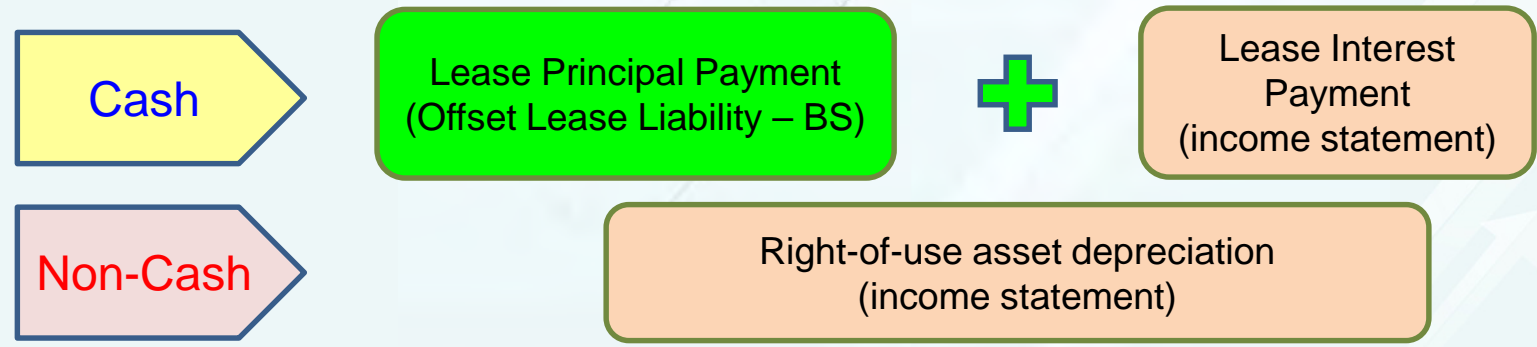 Cash
Lease Principal Payment
(Offset Lease Liability – BS)
Lease Interest
Payment
(income statement)
Non-Cash
Right-of-use asset depreciation
(income statement)